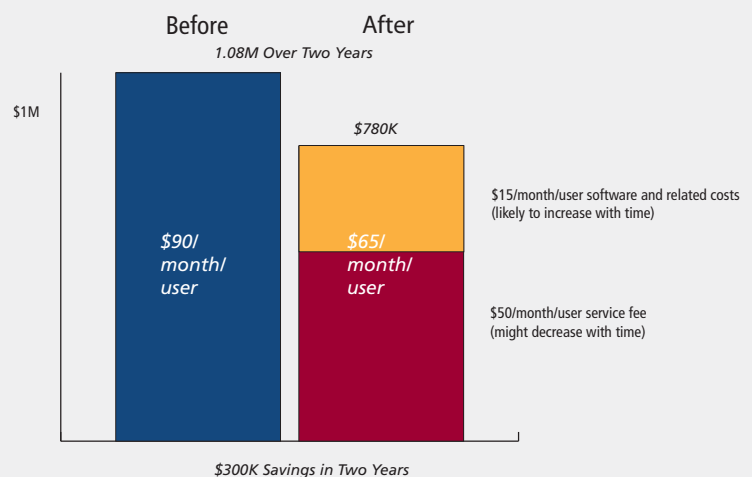 Before
After
1.08M Over Two Years
$1M
$780K
$15/month/user software and related costs
(likely to increase with time)
$90/
month/
user
$65/
month/
user
$50/month/user service fee
(might decrease with time)
$300K Savings in Two Years